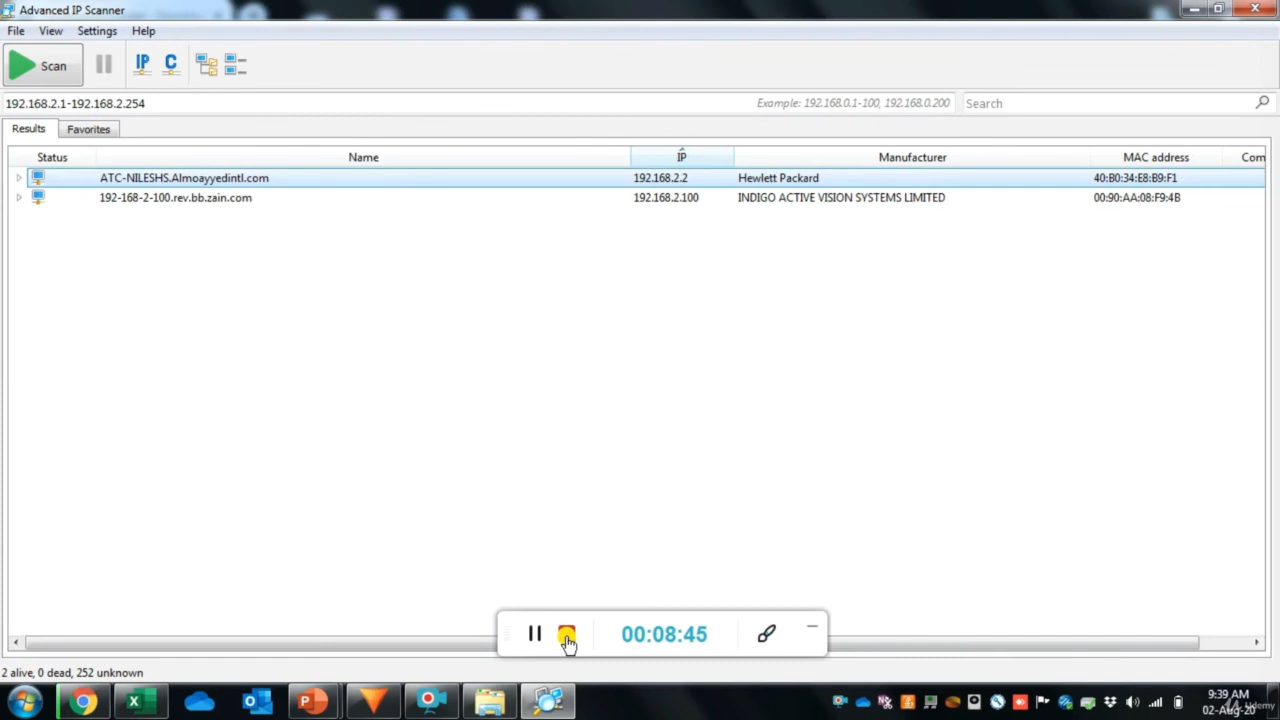 Advanced IP Scanner
File View Settings Help
Scan IP C
192.168.2.1-192.168.2.254 Example: 192.168.0.1-100, 192.168.0.200 Search
Results Favorites
Status Name IP Manufacturer MAC address Com
ATC-NILESHS.Almoayyedintl.com 192.168.2.2 Hewlett Packard 40:B0:34:E8:B9:F1
192-168-2-100.rev.bb.zain.com 192.168.2.100 INDIGO ACTIVE VISION SYSTEMS LIMITED 00:90:AA:08:F9:4B
00:08:45
2 alive, 0 dead, 252 unknown
9:39 AM
02-Aug-20
Udemy